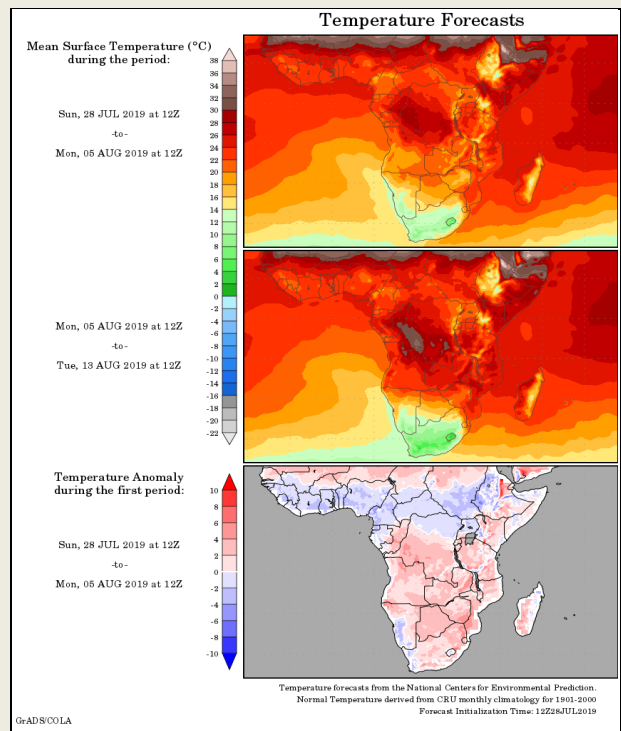 Temperature Forecasts
Mean Surface Temperature (°C)
during the period:
Sun, 28 JUL 2019 at 12Z
-to-
Mon, 05 AUG 2019 at 12Z
38
36
34
32
30
28
26
24
22
20
18
16
14
12
10
8
6
4
2
0
-2
-4
-6
-8
-10
-12
-14
-16
-18
-20
-22
Mon, 05 AUG 2019 at 12Z
-to-
Tue, 13 AUG 2019 at 12Z
Temperature Anomaly
during the first period:
Sun, 28 JUL 2019 at 12Z
-to-
Mon, 05 AUG 2019 at 12Z
10
8
6
4
2
0
-2
-4
-6
-8
-10
Temperature forecasts from the National Centers for Environmental Prediction.
Normal Temperature derived from CRU monthly climatology for 1901-2000
Forecast Initialization Time: 12Z28JUL2019
GrADS/COLA